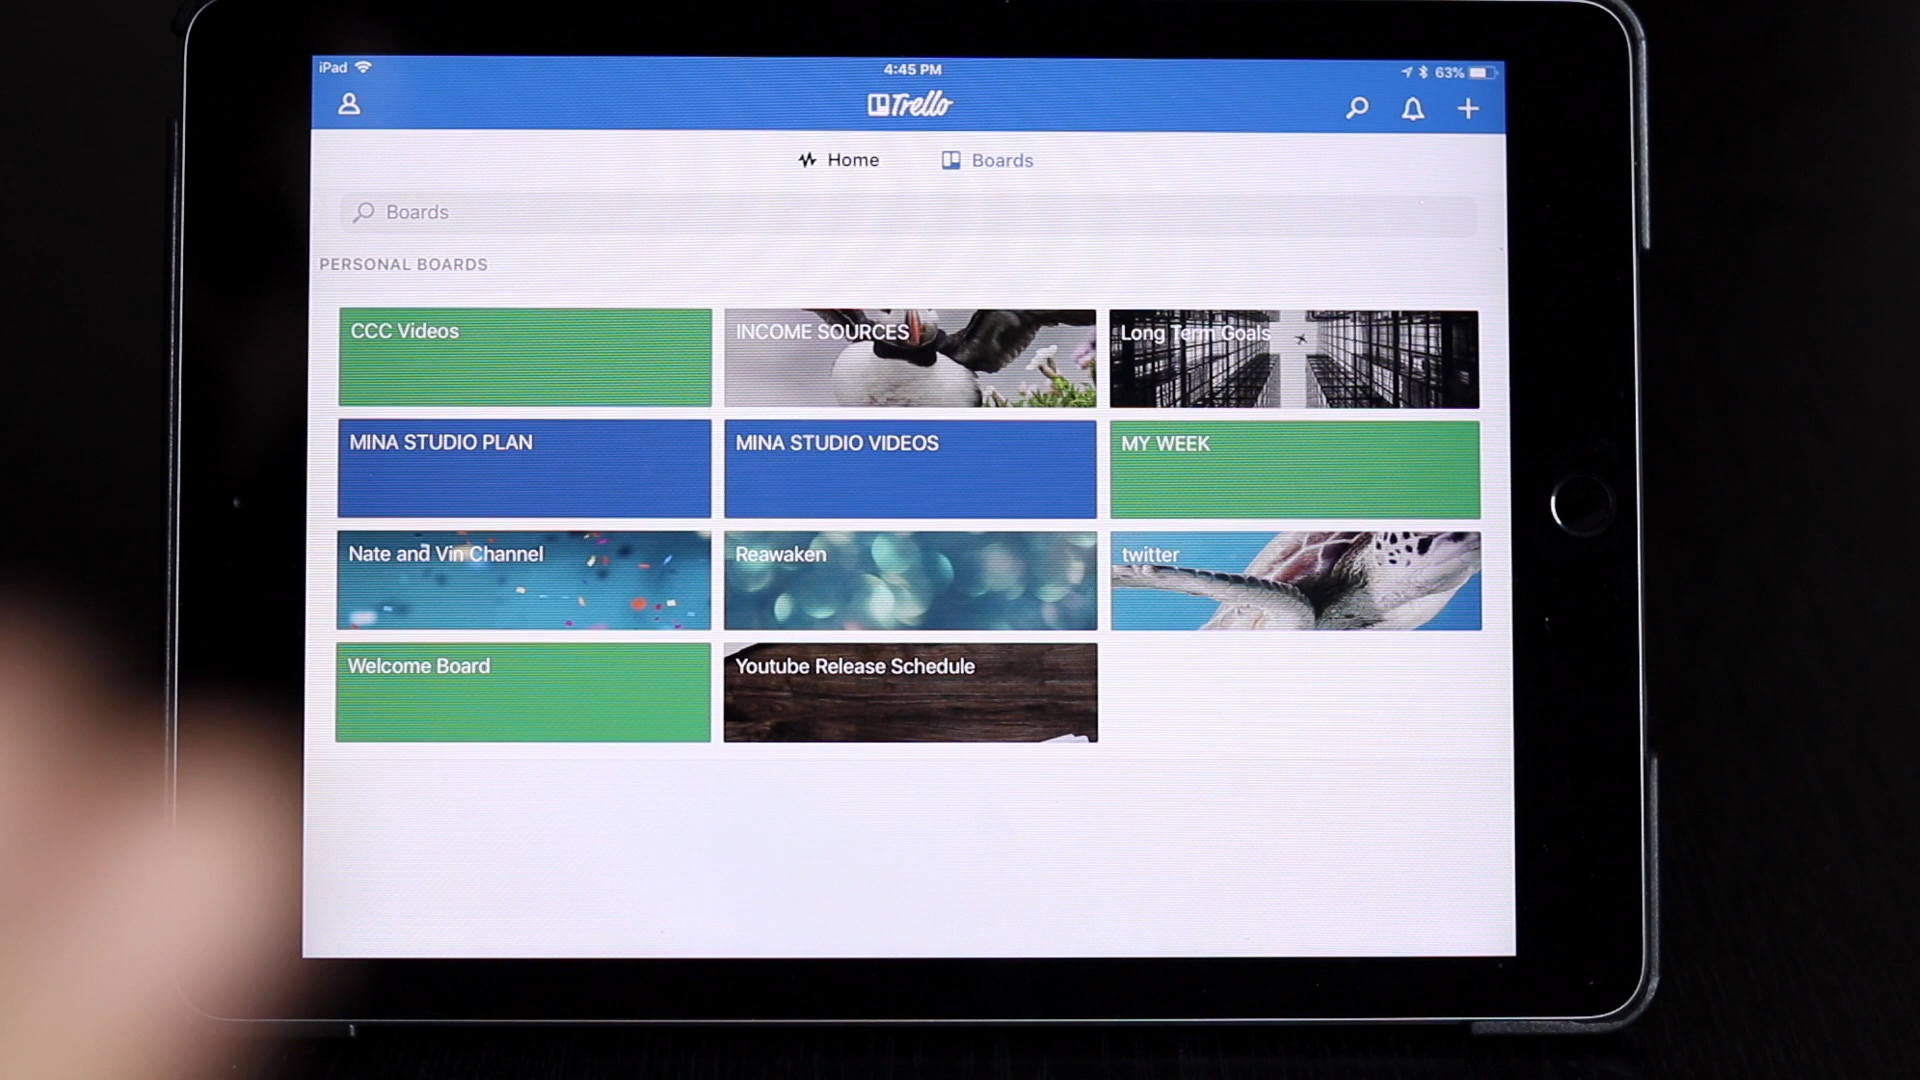 iPad
4:45 PM
63%
Trello
Home
Boards
Boards
PERSONAL BOARDS
CCC Videos
INCOME SOURCES
Long Term Goals
MINA STUDIO PLAN
MINA STUDIO VIDEOS
MY WEEK
Nate and Vin Channel
Reawaken
twitter
Welcome Board
Youtube Release Schedule